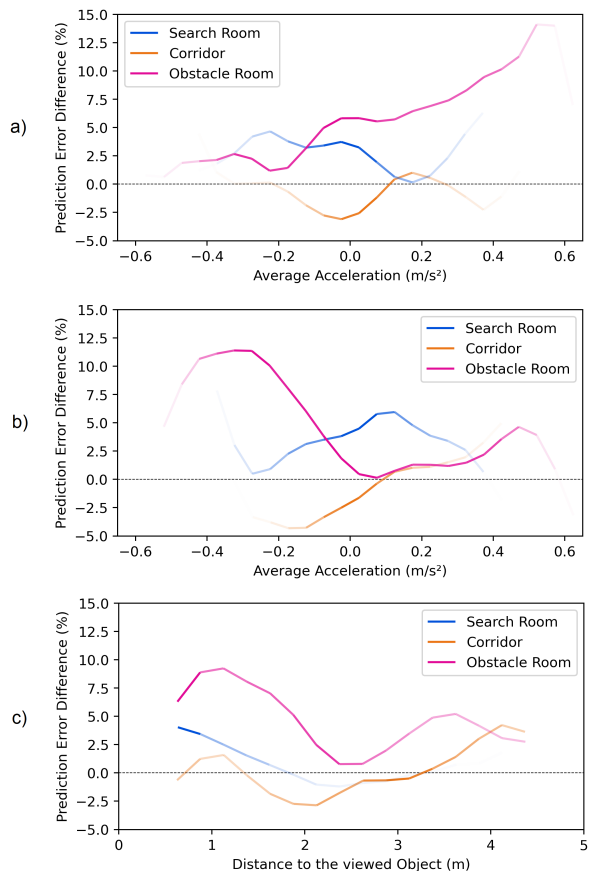 a)
Prediction Error Difference (%)
15.0
12.5
10.0
7.5
5.0
2.5
0.0
−2.5
−5.0
Search Room
Corridor
Obstacle Room
−0.6 −0.4 −0.2 0.0 0.2 0.4 0.6
Average Acceleration (m/s²)
b)
Prediction Error Difference (%)
15.0
12.5
10.0
7.5
5.0
2.5
0.0
−2.5
−5.0
Search Room
Corridor
Obstacle Room
−0.6 −0.4 −0.2 0.0 0.2 0.4 0.6
Average Acceleration (m/s²)
c)
Prediction Error Difference (%)
15.0
12.5
10.0
7.5
5.0
2.5
0.0
−2.5
−5.0
Search Room
Corridor
Obstacle Room
0 1 2 3 4 5
Distance to the viewed Object (m)